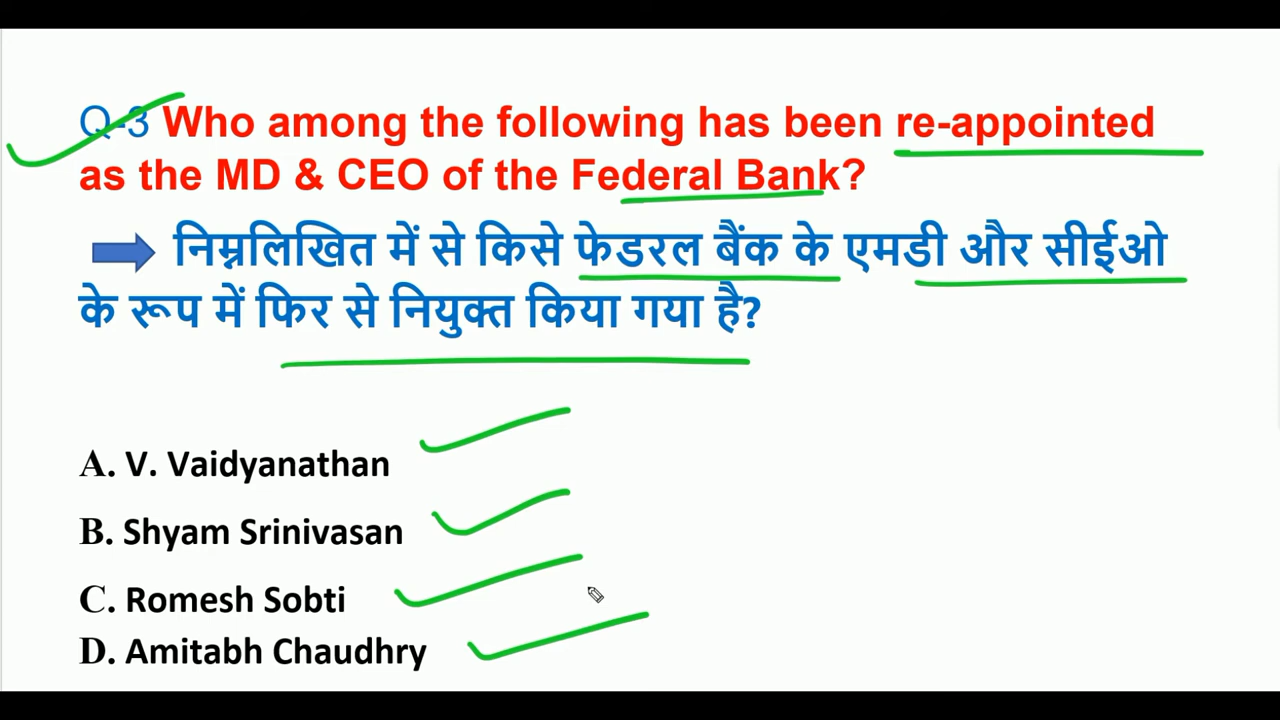 Q-3 Who among the following has been re-appointed
as the MD & CEO of the Federal Bank?
निम्नलिखित में से किसे फेडरल बैंक के एमडी और सीईओ
के रूप में फिर से नियुक्त किया गया है?
A. V. Vaidyanathan
B. Shyam Srinivasan
C. Romesh Sobti
D. Amitabh Chaudhry